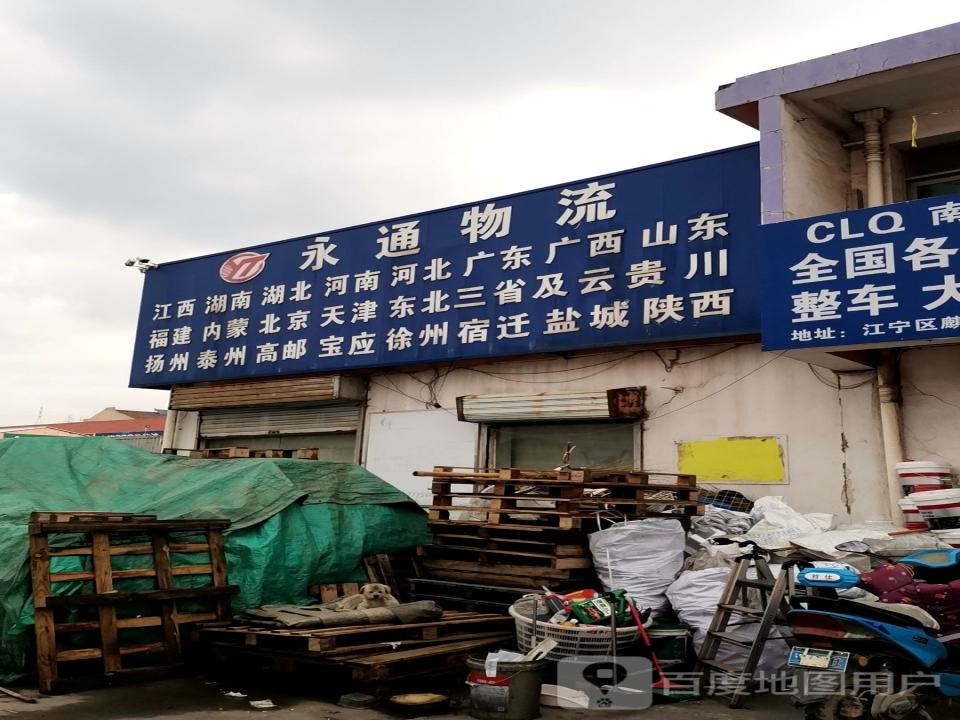 永通物流
江西 湖南 湖北 河南 河北 广东 广西 山东
福建 内蒙 北京 天津 东北三省及云贵川
扬州 泰州 高邮 宝应 徐州 宿迁 盐城 陕西
CLQ 南
全国各
整车 大
地址：江宁区麒
百度地图用户